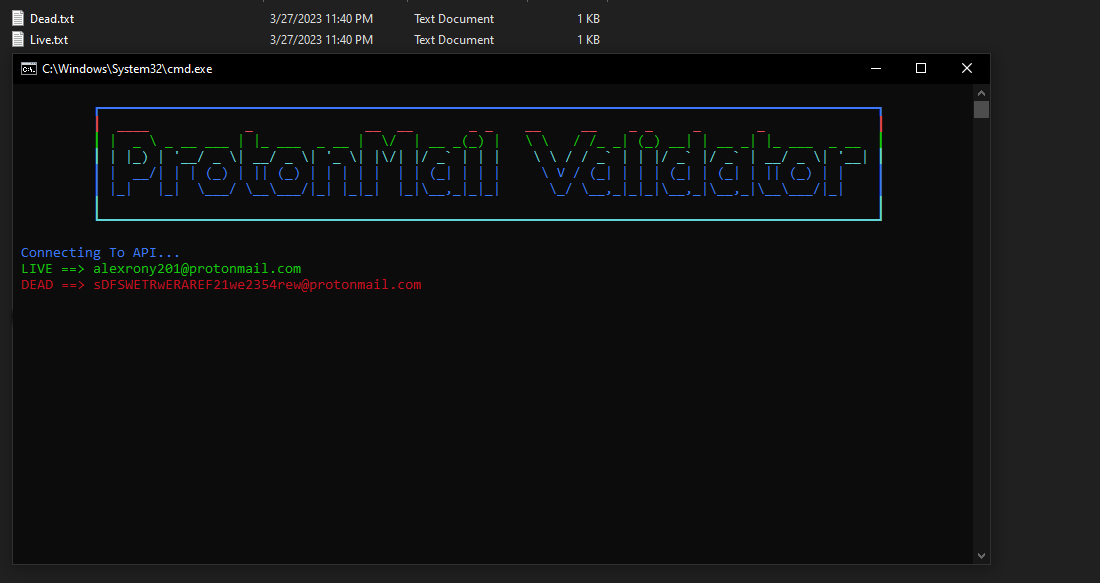 Dead.txt 3/27/2023 11:40 PM Text Document 1 KB
Live.txt 3/27/2023 11:40 PM Text Document 1 KB
C:\Windows\System32\cmd.exe
ProtonMail Validator
Connecting To API...
LIVE ==> alexrony201@protonmail.com
DEAD ==> sDFSWETRwERAREF21we2354rew@protonmail.com